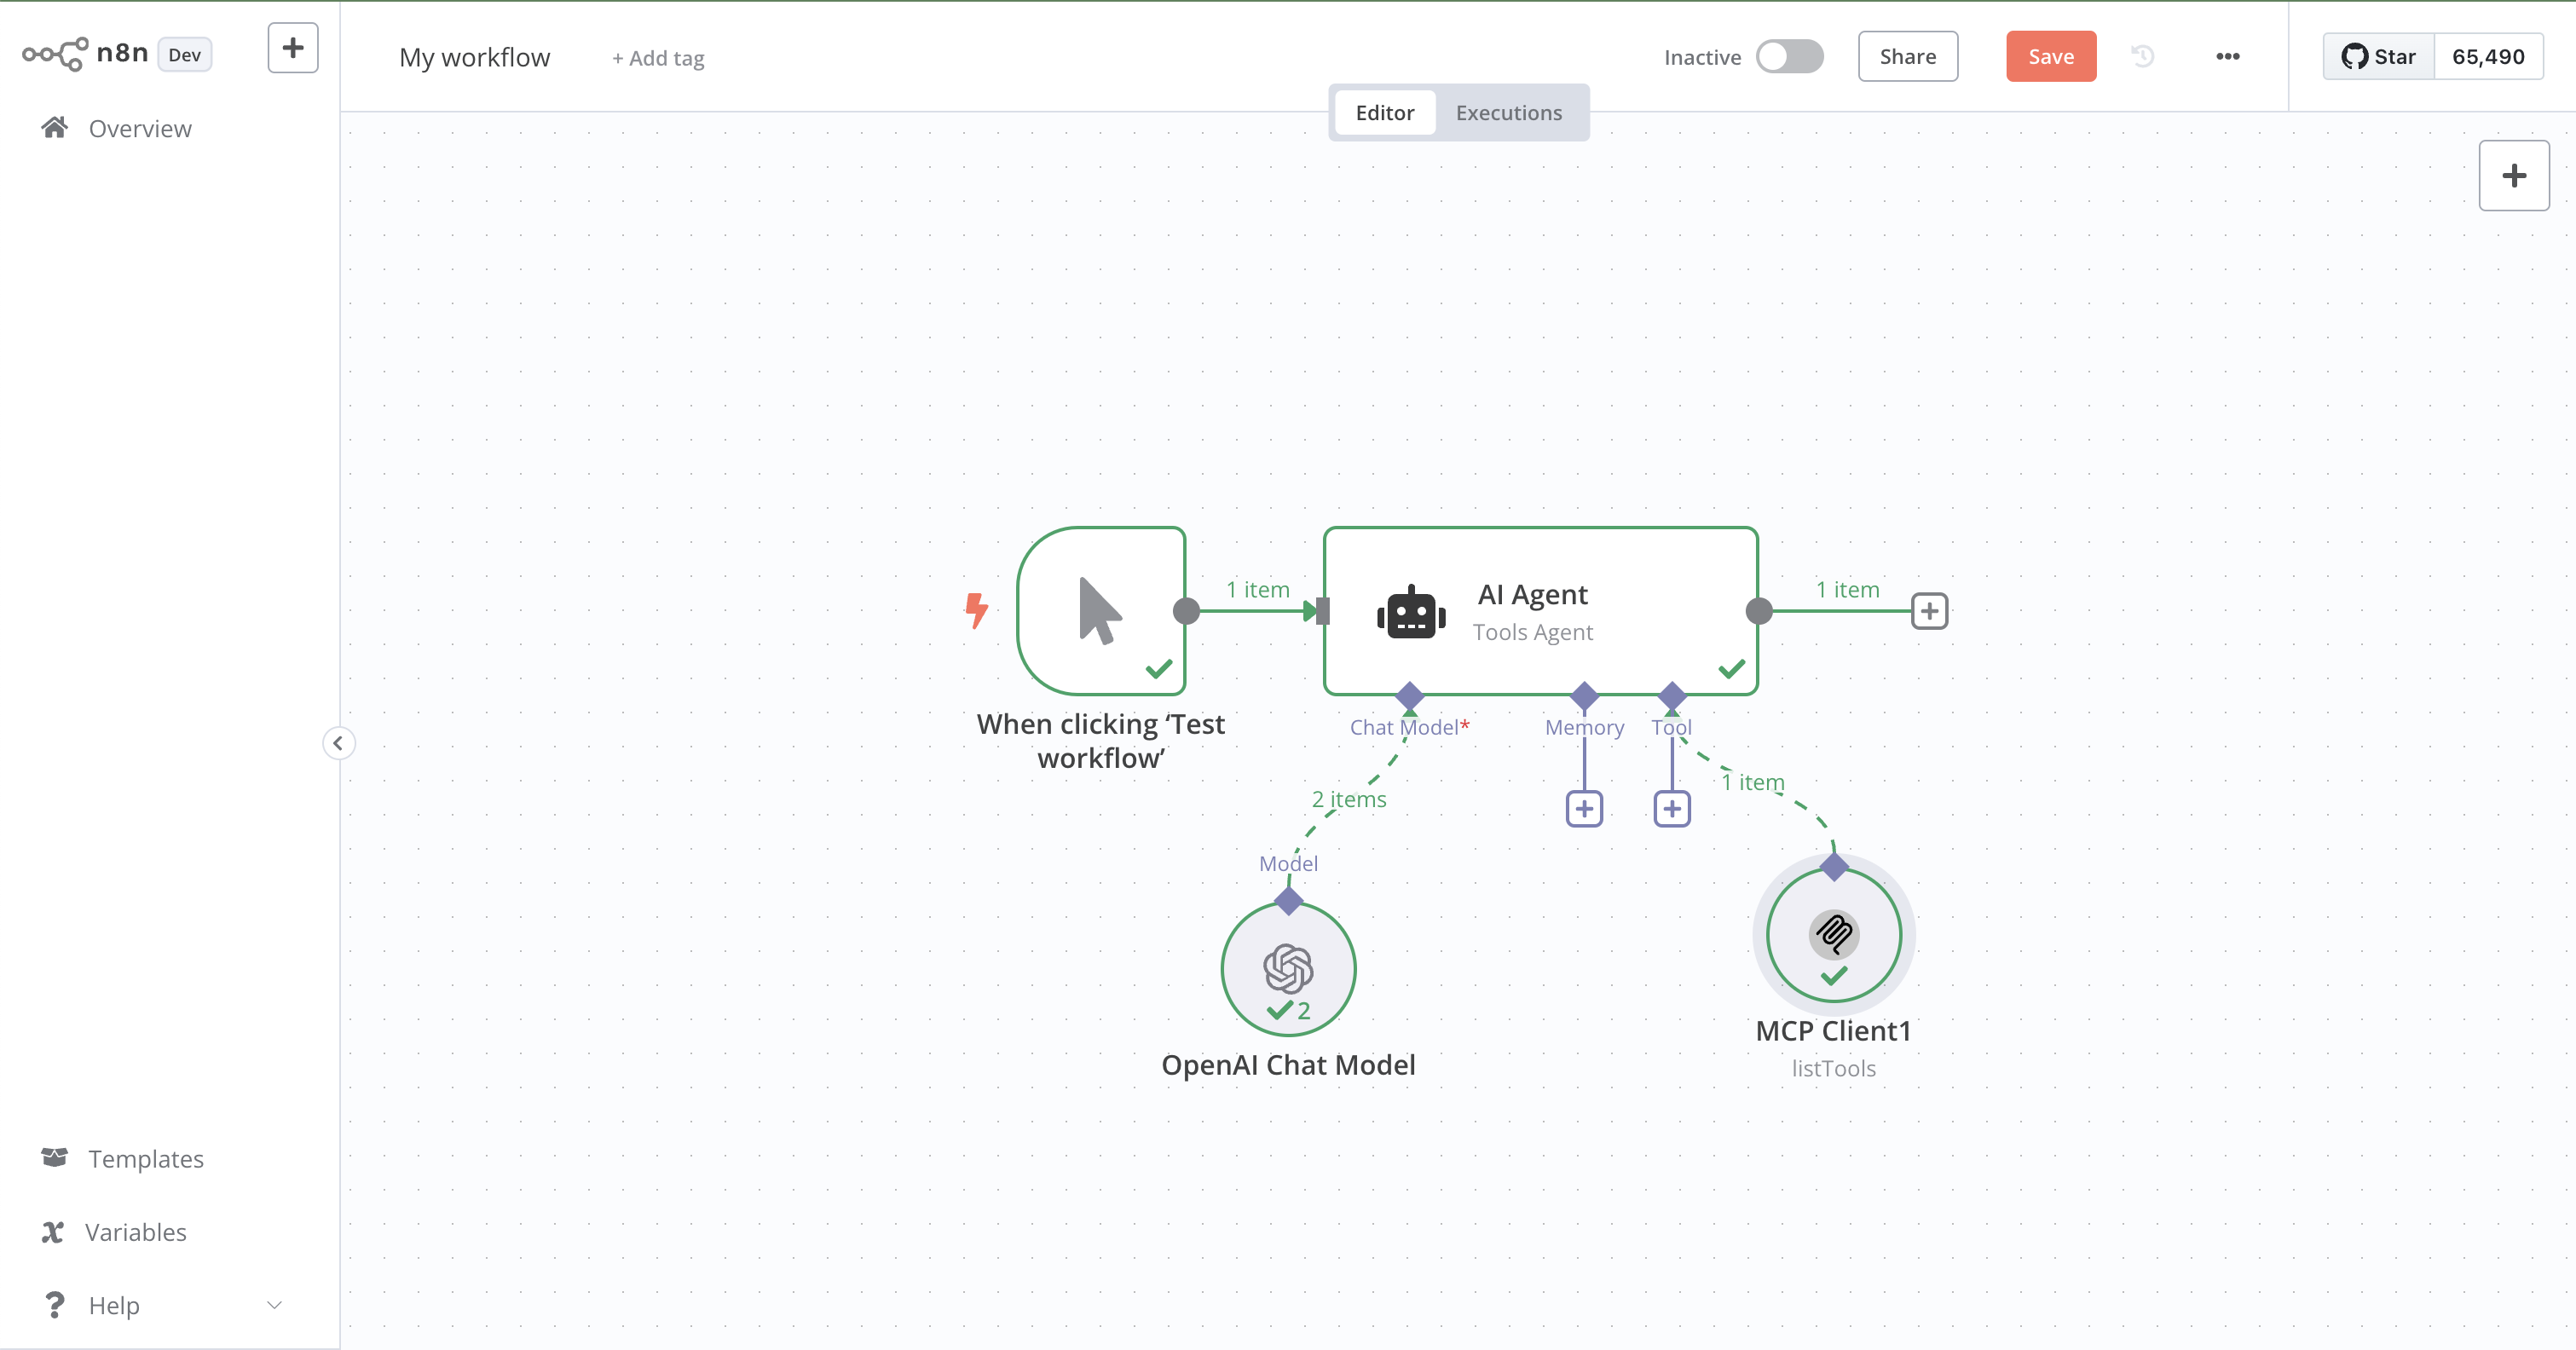 n8n Dev
My workflow
+ Add tag
Inactive
Share
Save
Star
65,490
Editor
Executions
Overview
1 item
AI Agent
Tools Agent
1 item
When clicking ‘Test
workflow’
Chat Model*
Memory
Tool
2 items
1 item
Model
2
OpenAI Chat Model
MCP Client1
listTools
Templates
Variables
Help